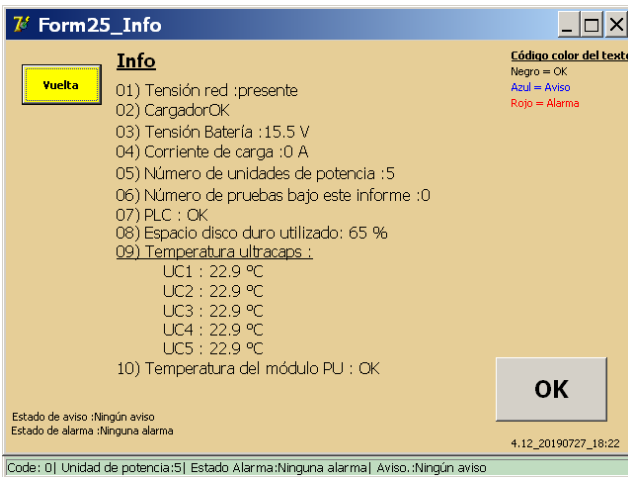 Form25_Info
Vuelta
Info
01) Tensión red :presente
02) CargadorOK
03) Tensión Batería :15.5 V
04) Corriente de carga :0 A
05) Número de unidades de potencia :5
06) Número de pruebas bajo este informe :0
07) PLC : OK
08) Espacio disco duro utilizado: 65 %
09) Temperatura ultracaps :
UC1 : 22.9 ºC
UC2 : 22.9 ºC
UC3 : 22.9 ºC
UC4 : 22.9 ºC
UC5 : 22.9 ºC
10) Temperatura del módulo PU : OK
Código color del texto
Negro = OK
Azul = Aviso
Rojo = Alarma
OK
Estado de aviso :Ningún aviso
Estado de alarma :Ninguna alarma
4.12_20190727_18:22
Code: 0| Unidad de potencia:5| Estado Alarma:Ninguna alarma| Aviso.:Ningún aviso